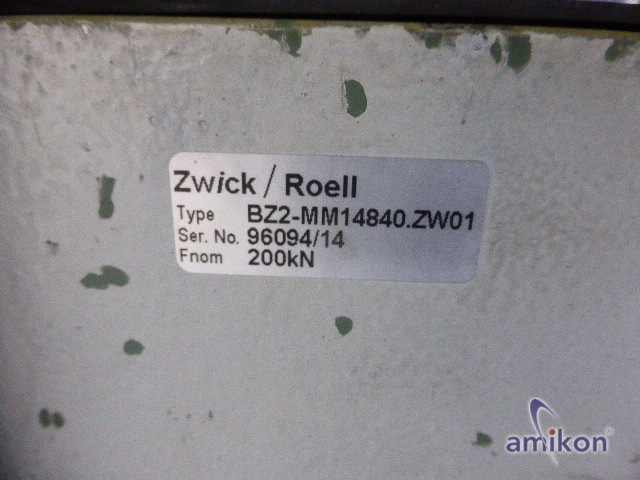 Zwick / Roell
Type BZ2-MM14840.ZW01
Ser. No. 96094/14
Fnom 200kN
amikon®